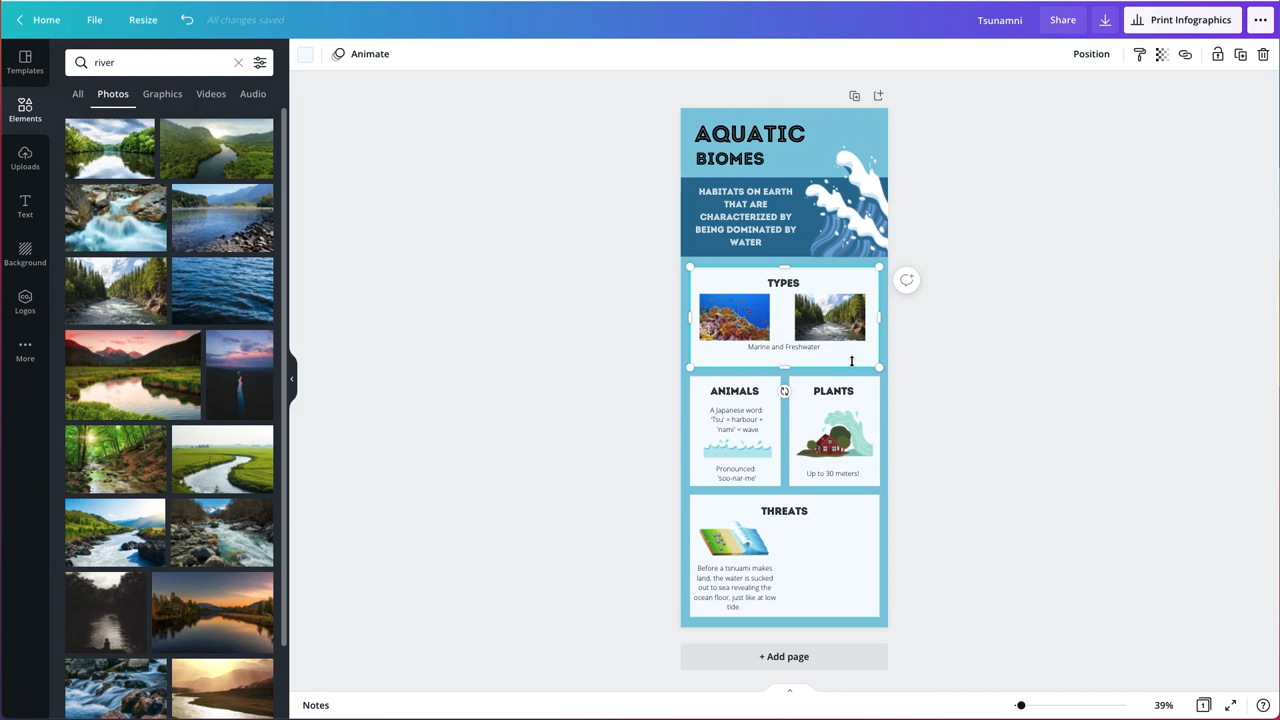 Home
File
Resize
All changes saved
Tsunamni
Share
Print Infographics
Templates
Elements
Uploads
Text
Background
CO.
Logos
More
river
All
Photos
Graphics
Videos
Audio
Animate
Position
AQUATIC
BIOMES
HABITATS ON EARTH
THAT ARE
CHARACTERIZED BY
BEING DOMINATED BY
WATER
TYPES
Marine and Freshwater
ANIMALS
A Japanese word:
'Tsu' = harbour +
'nami' = wave
Pronounced:
'soo-nar-me'
PLANTS
Up to 30 meters!
THREATS
Before a tsnuami makes
land, the water is sucked
out to sea revealing the
ocean floor, just like at low
tide.
+ Add page
Notes
39%
1
?